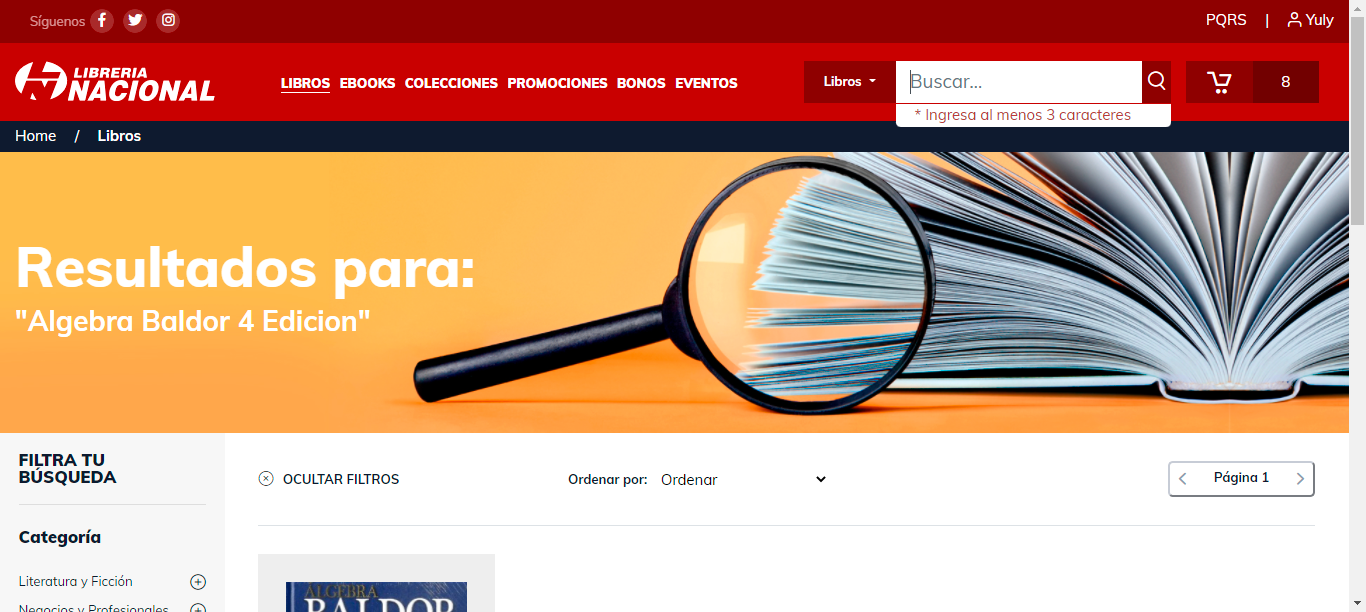 Síguenos
PQRS | Yuly
LIBRERIA
NACIONAL
LIBROS EBOOKS COLECCIONES PROMOCIONES BONOS EVENTOS
Libros
Buscar...
8
* Ingresa al menos 3 caracteres
Home / Libros
Resultados para:
"Algebra Baldor 4 Edicion"
FILTRA TU
BÚSQUEDA
OCULTAR FILTROS
Ordenar por: Ordenar
Página 1
Categoría
Literatura y Ficción
Negocios y Profesionales
ÁLGEBRA
BALDOR